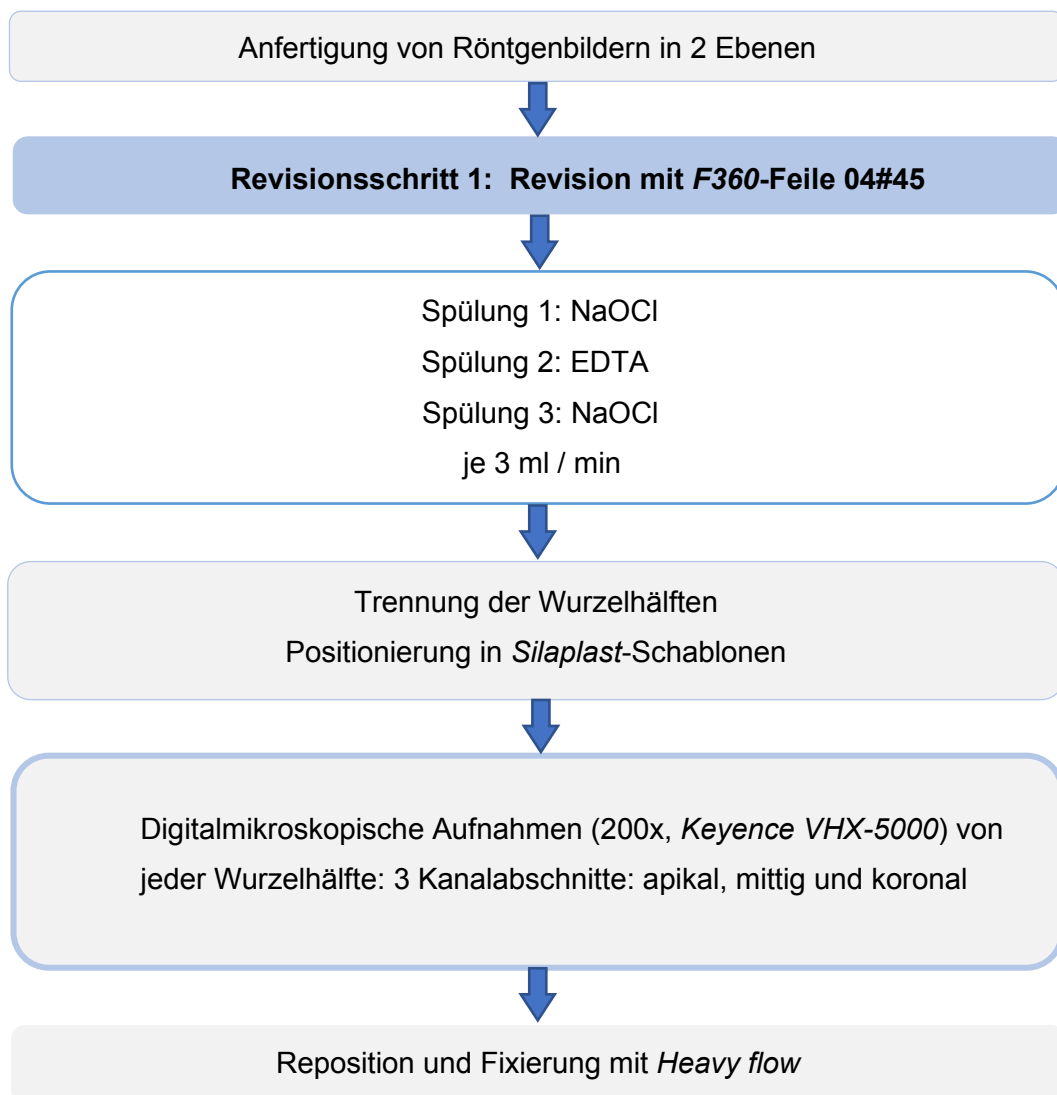 Anfertigung von Röntgenbildern in 2 Ebenen
Revisionsschritt 1: Revision mit F360-Feile 04#45
Spülung 1: NaOCl
Spülung 2: EDTA
Spülung 3: NaOCl
je 3 ml / min
Trennung der Wurzelhälften
Positionierung in Silaplast-Schablonen
Digitalmikroskopische Aufnahmen (200x, Keyence VHX-5000) von
jeder Wurzelhälfte: 3 Kanalabschnitte: apikal, mittig und koronal
Reposition und Fixierung mit Heavy flow